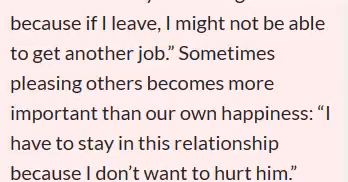 because if I leave, I might not be able
to get another job.” Sometimes
pleasing others becomes more
important than our own happiness: “I
have to stay in this relationship
because I don’t want to hurt him.”